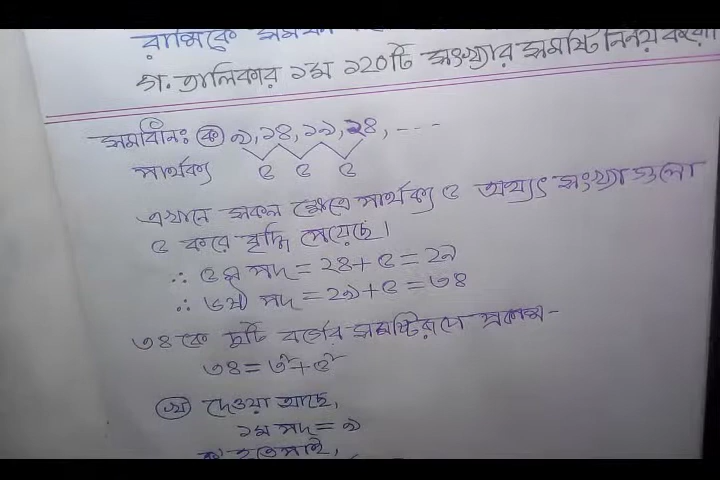 রাশিকে
গ. তালিকার ১ম ১২০টি সংখ্যার সমষ্টি নির্ণয় কর।
সমাধান: (ক) ৯, ১৪, ১৯, ২৪, ---
পার্থক্য ৫ ৫ ৫
এখানে সকল ক্ষেত্রে পার্থক্য ৫ অর্থাৎ সংখ্যাগুলো
৫ করে বৃদ্ধি পেয়েছে।
∴ ৫ম পদ = ২৪+৫ = ২৯
∴ ৬ষ্ঠ পদ = ২৯+৫ = ৩৪
৩৪ কে দুটি বর্গের সমষ্টিরূপে প্রকাশ -
৩৪ = ৩²+৫²
(খ) দেওয়া আছে,
১ম পদ = ৯
'ক' হতে পাই,